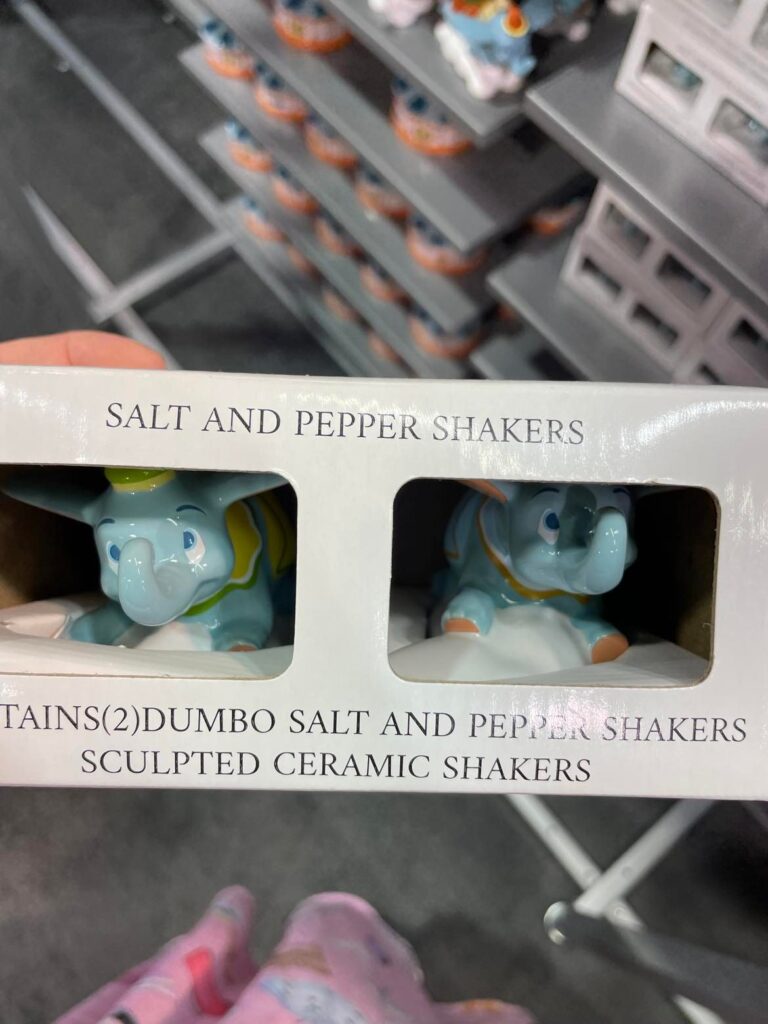 SALT AND PEPPER SHAKERS
TAINS(2)DUMBO SALT AND PEPPER SHAKERS
SCULPTED CERAMIC SHAKERS